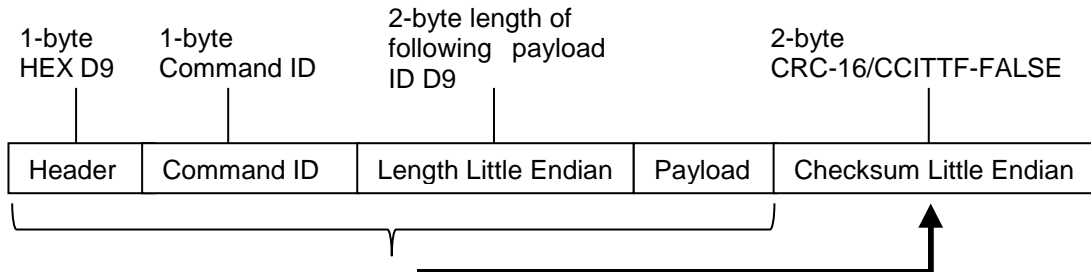 1-byte
HEX D9
1-byte
Command ID
2-byte length of
following payload
ID D9
2-byte
CRC-16/CCITTF-FALSE
Header
Command ID
Length Little Endian
Payload
Checksum Little Endian